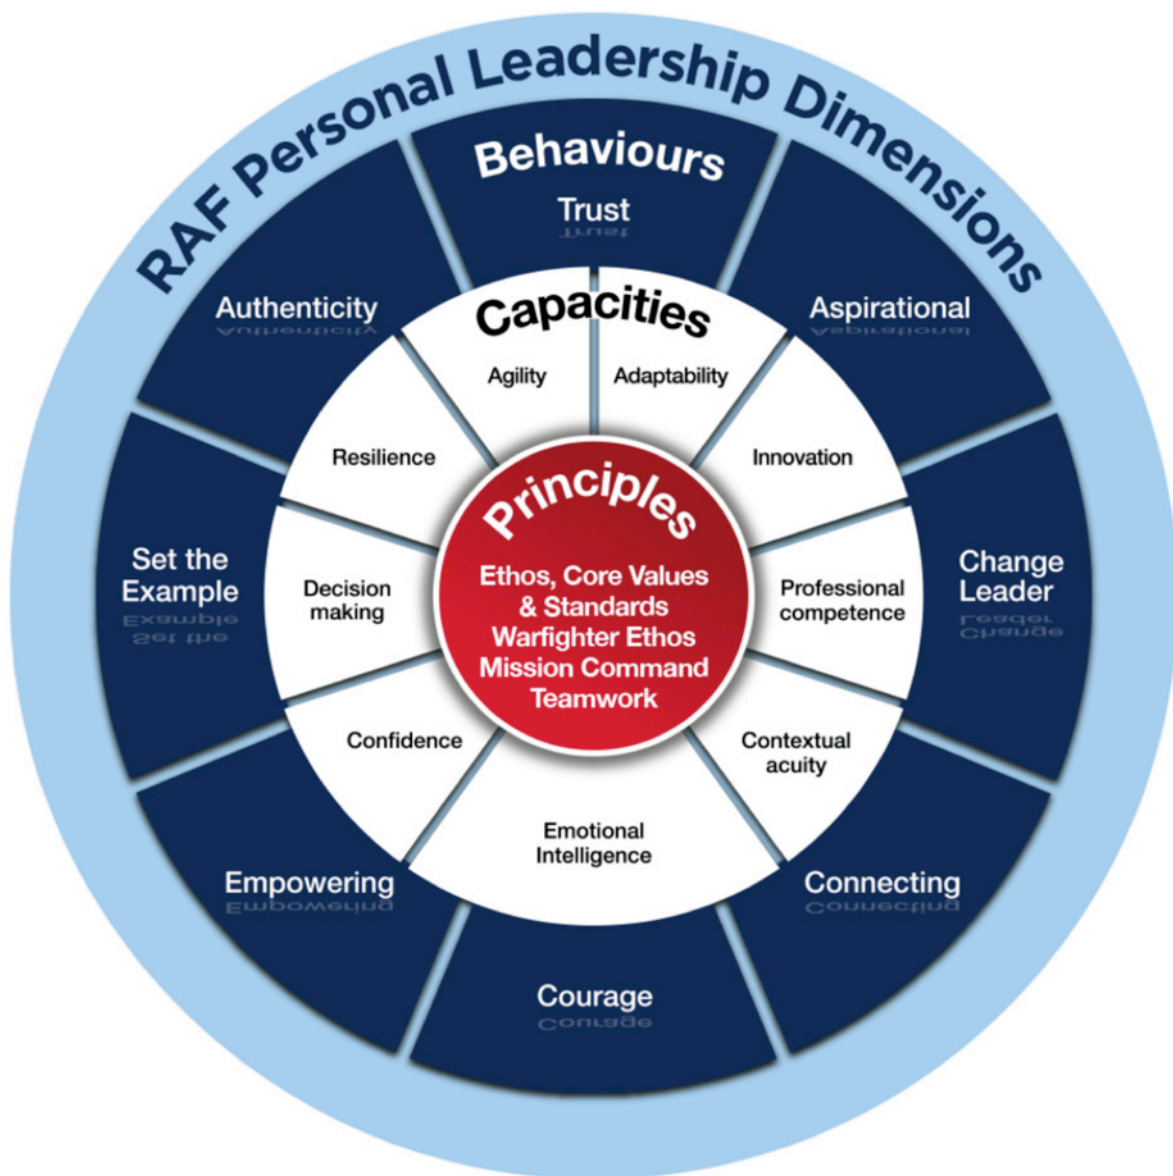 RAF Personal Leadership Dimensions
Behaviours
Trust
Aspirational
Change
Leader
Connecting
Courage
Empowering
Set the
Example
Authenticity
Capacities
Agility
Adaptability
Innovation
Professional
competence
Contextual
acuity
Emotional
Intelligence
Confidence
Decision
making
Resilience
Principles
Ethos, Core Values
& Standards
Warfighter Ethos
Mission Command
Teamwork